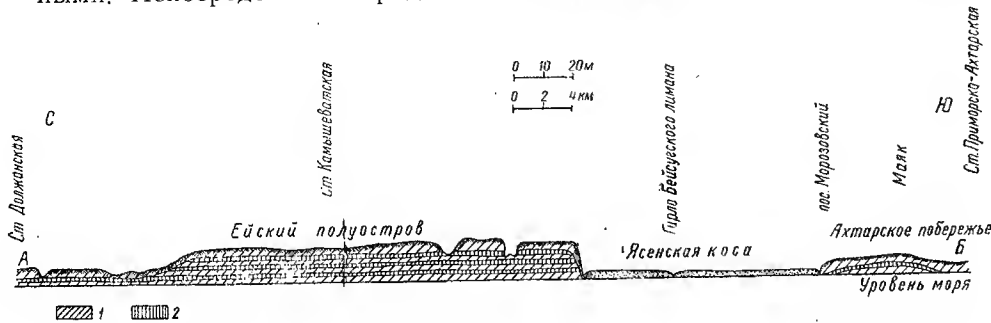 0 10 20м
0 2 4км
С
Ю
Ст Должанская
Ст Камышеватская
Гирло Бейсугского лимана
пос. Морозовский
Маяк
Ст. Приморско-Ахтарская
А
Ейский полуостров
Ясенская коса
Ахтарское побережье
Б
Уровень моря
1
2